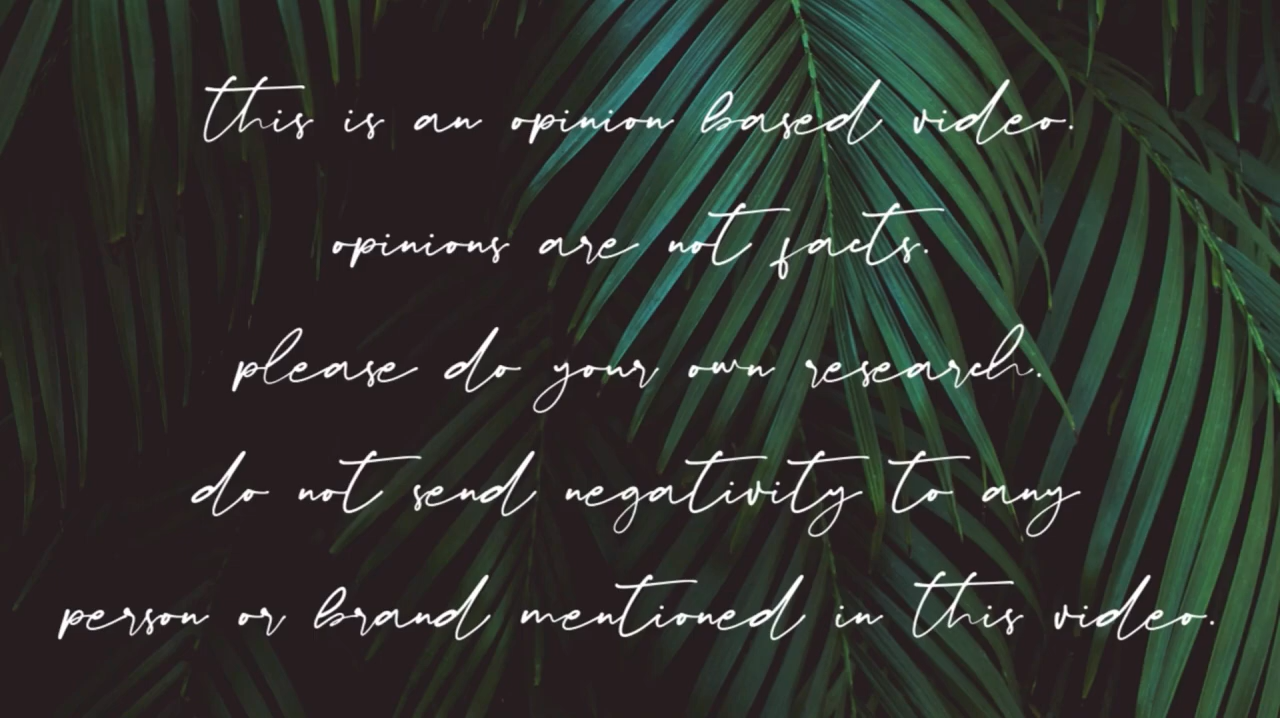 this is an opinion based video.
opinions are not facts.
please do your own research.
do not send negativity to any
person or brand mentioned in this video.